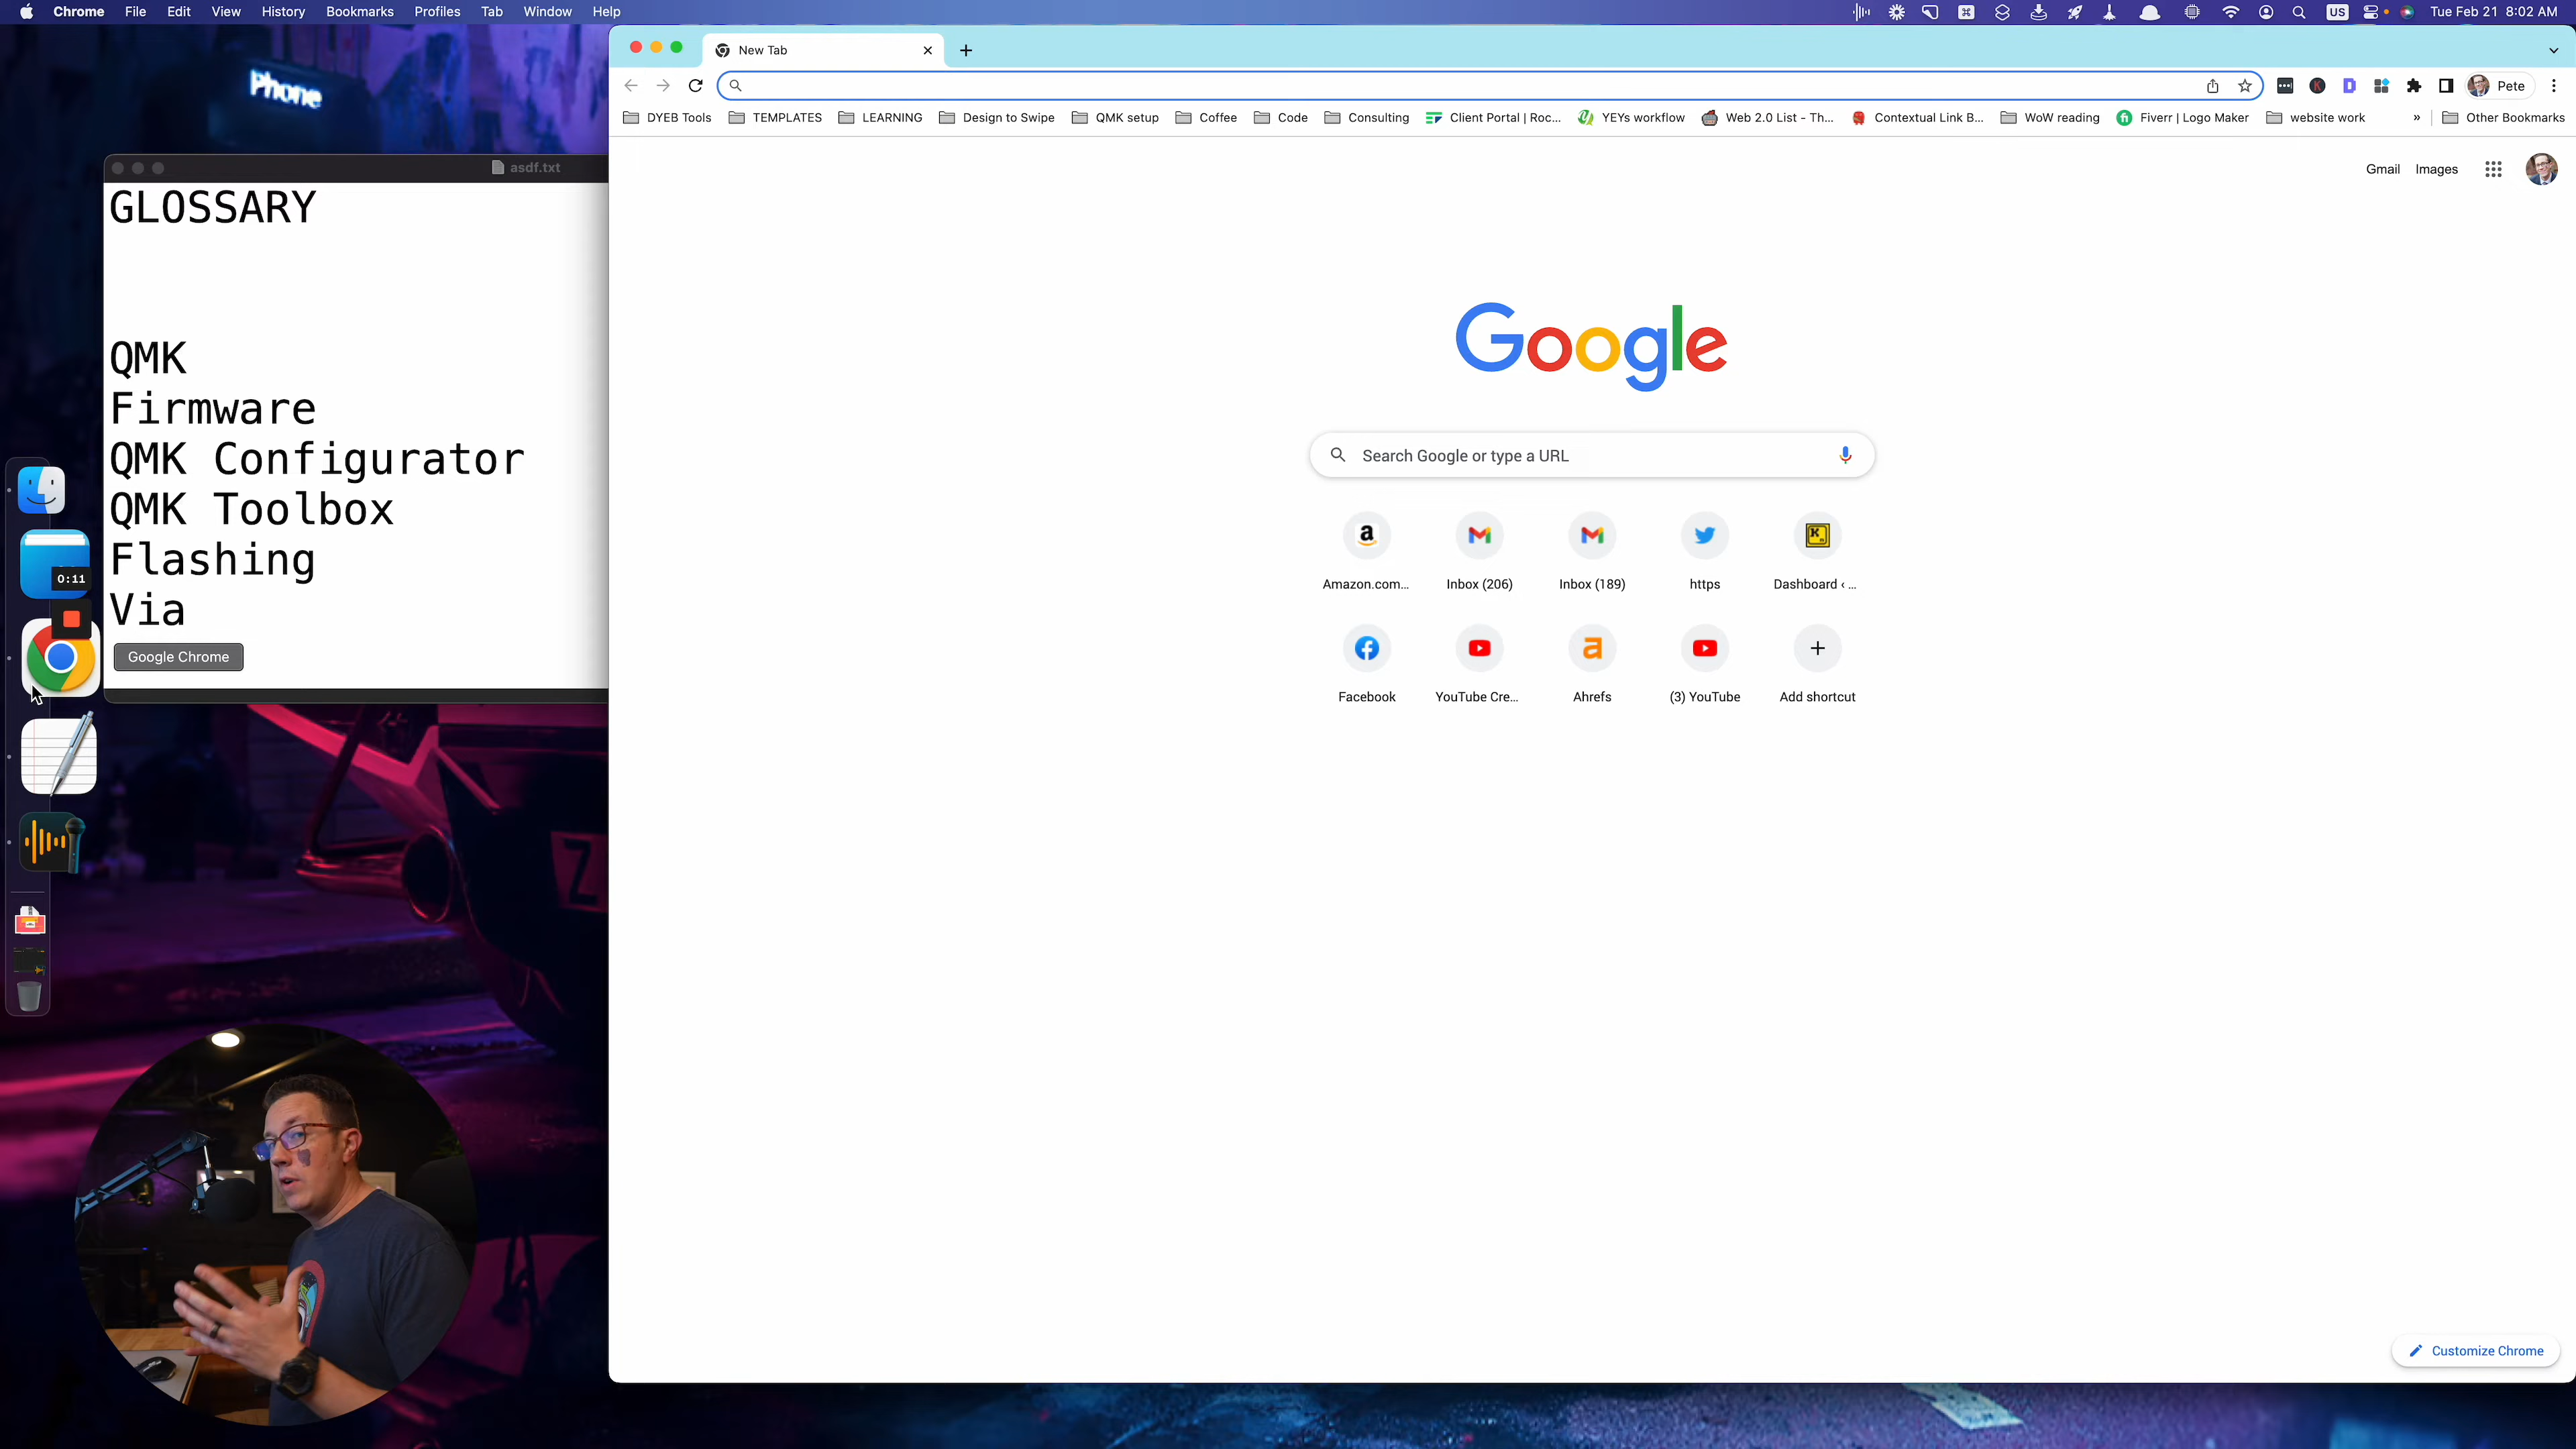 Chrome File Edit View History Bookmarks Profiles Tab Window Help
US
Tue Feb 21 8:02 AM
New Tab
Pete
DYEB Tools TEMPLATES LEARNING Design to Swipe QMK setup Coffee Code Consulting Client Portal | Roc... YEYs workflow Web 2.0 List - Th... Contextual Link B... WoW reading Fiverr | Logo Maker website work » Other Bookmarks
Phone
asdf.txt
GLOSSARY
QMK
Firmware
QMK Configurator
QMK Toolbox
Flashing
Via
0:11
Google Chrome
Gmail Images
Google
Search Google or type a URL
Amazon.com... Inbox (206) Inbox (189) https Dashboard ‹ ...
Facebook YouTube Cre... Ahrefs (3) YouTube Add shortcut
Customize Chrome
Z